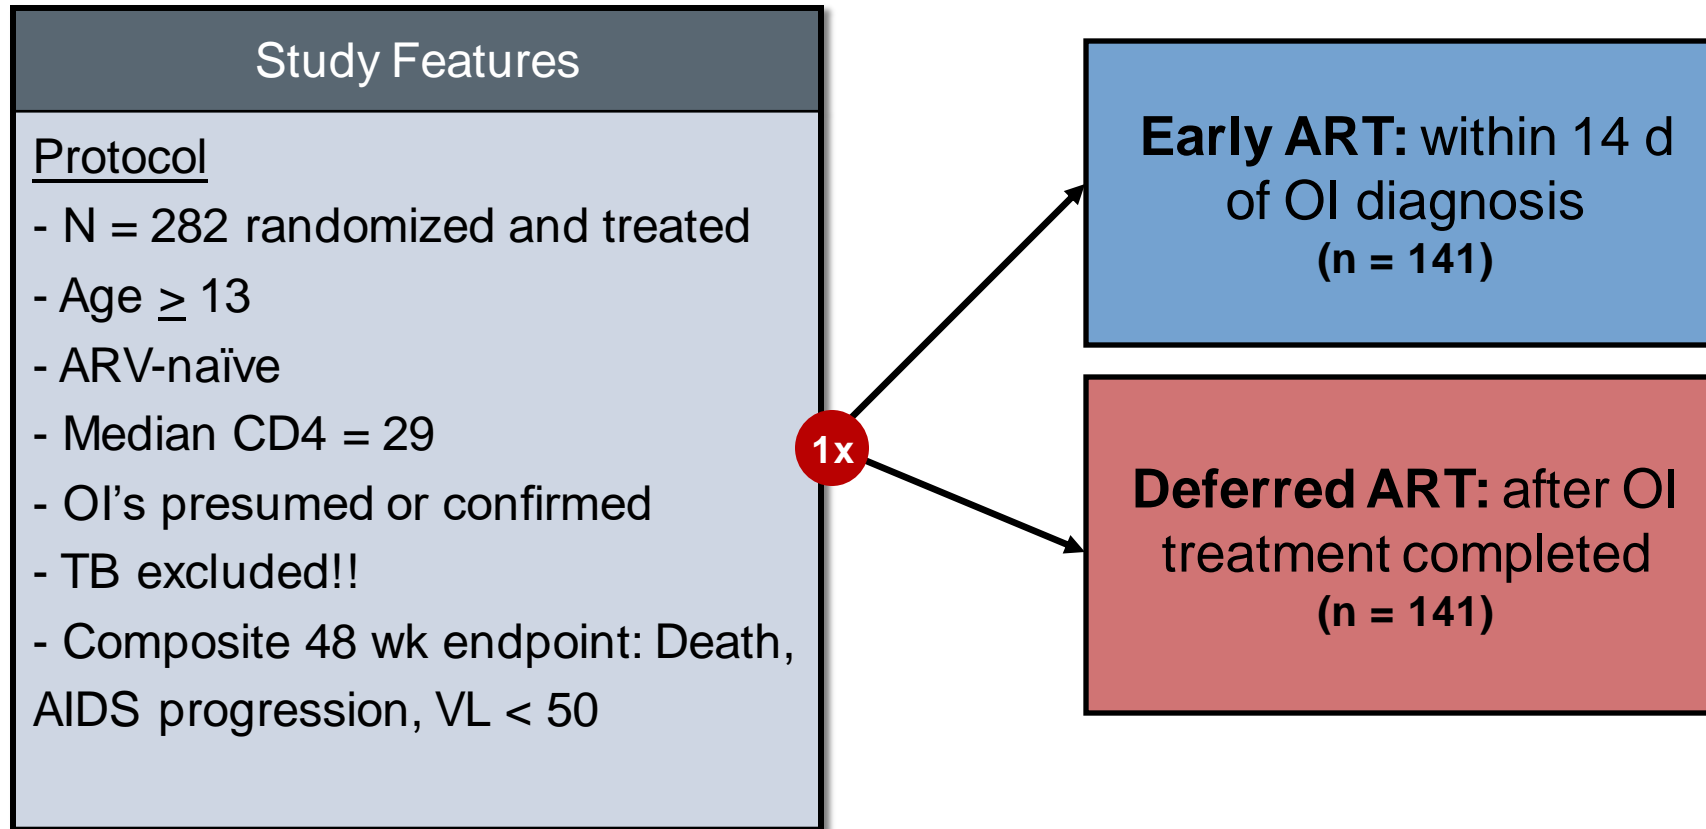 Study Features
Protocol
- N = 282 randomized and treated
- Age ≥ 13
- ARV-naïve
- Median CD4 = 29
- OI’s presumed or confirmed
- TB excluded!!
- Composite 48 wk endpoint: Death,
AIDS progression, VL < 50
1x
Early ART: within 14 d
of OI diagnosis
(n = 141)
Deferred ART: after OI
treatment completed
(n = 141)